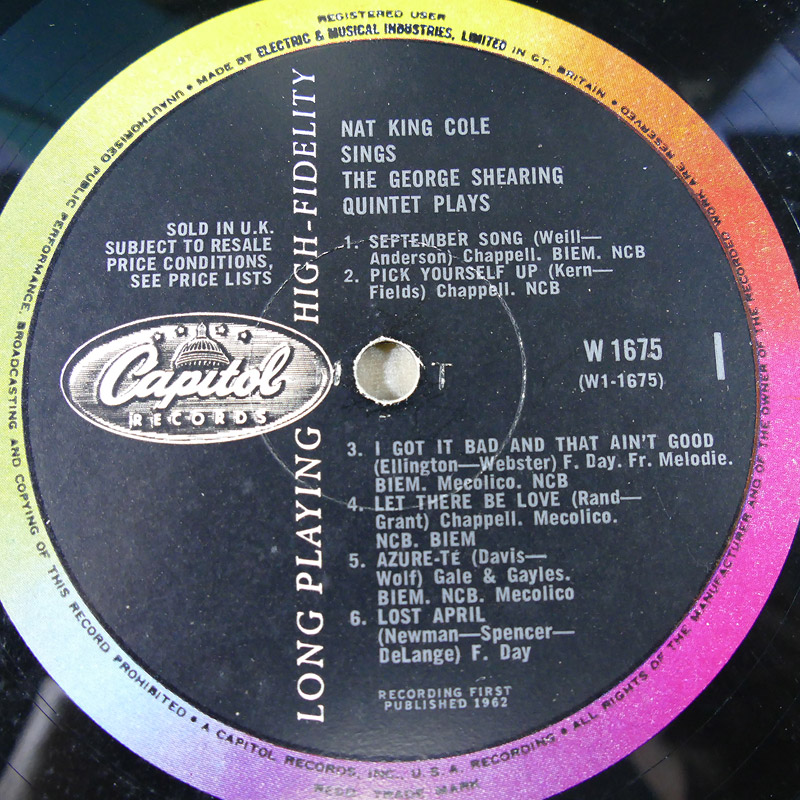 REGISTERED USER
UNAUTHORISED PUBLIC PERFORMANCE, BROADCASTING AND COPYING OF THIS RECORD PROHIBITED • A CAPITOL RECORDS, INC., U.S.A. RECORDING • ALL RIGHTS OF THE MANUFACTURER AND OF THE OWNER OF THE RECORDED WORK ARE RESERVED • MADE BY ELECTRIC & MUSICAL INDUSTRIES, LIMITED IN GT. BRITAIN •
REGD. TRADE MARK
LONG PLAYING HIGH-FIDELITY
NAT KING COLE
SINGS
THE GEORGE SHEARING
QUINTET PLAYS
SOLD IN U.K.
SUBJECT TO RESALE
PRICE CONDITIONS,
SEE PRICE LISTS
1. SEPTEMBER SONG (Weill—
Anderson) Chappell. BIEM. NCB
2. PICK YOURSELF UP (Kern—
Fields) Chappell. NCB
Capitol
RECORDS
T
W 1675
(W1-1675)
1
3. I GOT IT BAD AND THAT AIN'T GOOD
(Ellington—Webster) F. Day. Fr. Melodie.
BIEM. Mecolico. NCB
4. LET THERE BE LOVE (Rand—
Grant) Chappell. Mecolico.
NCB. BIEM
5. AZURE-TÉ (Davis—
Wolf) Gale & Gayles.
BIEM. NCB. Mecolico
6. LOST APRIL
(Newman—Spencer—
DeLange) F. Day
RECORDING FIRST
PUBLISHED 1962